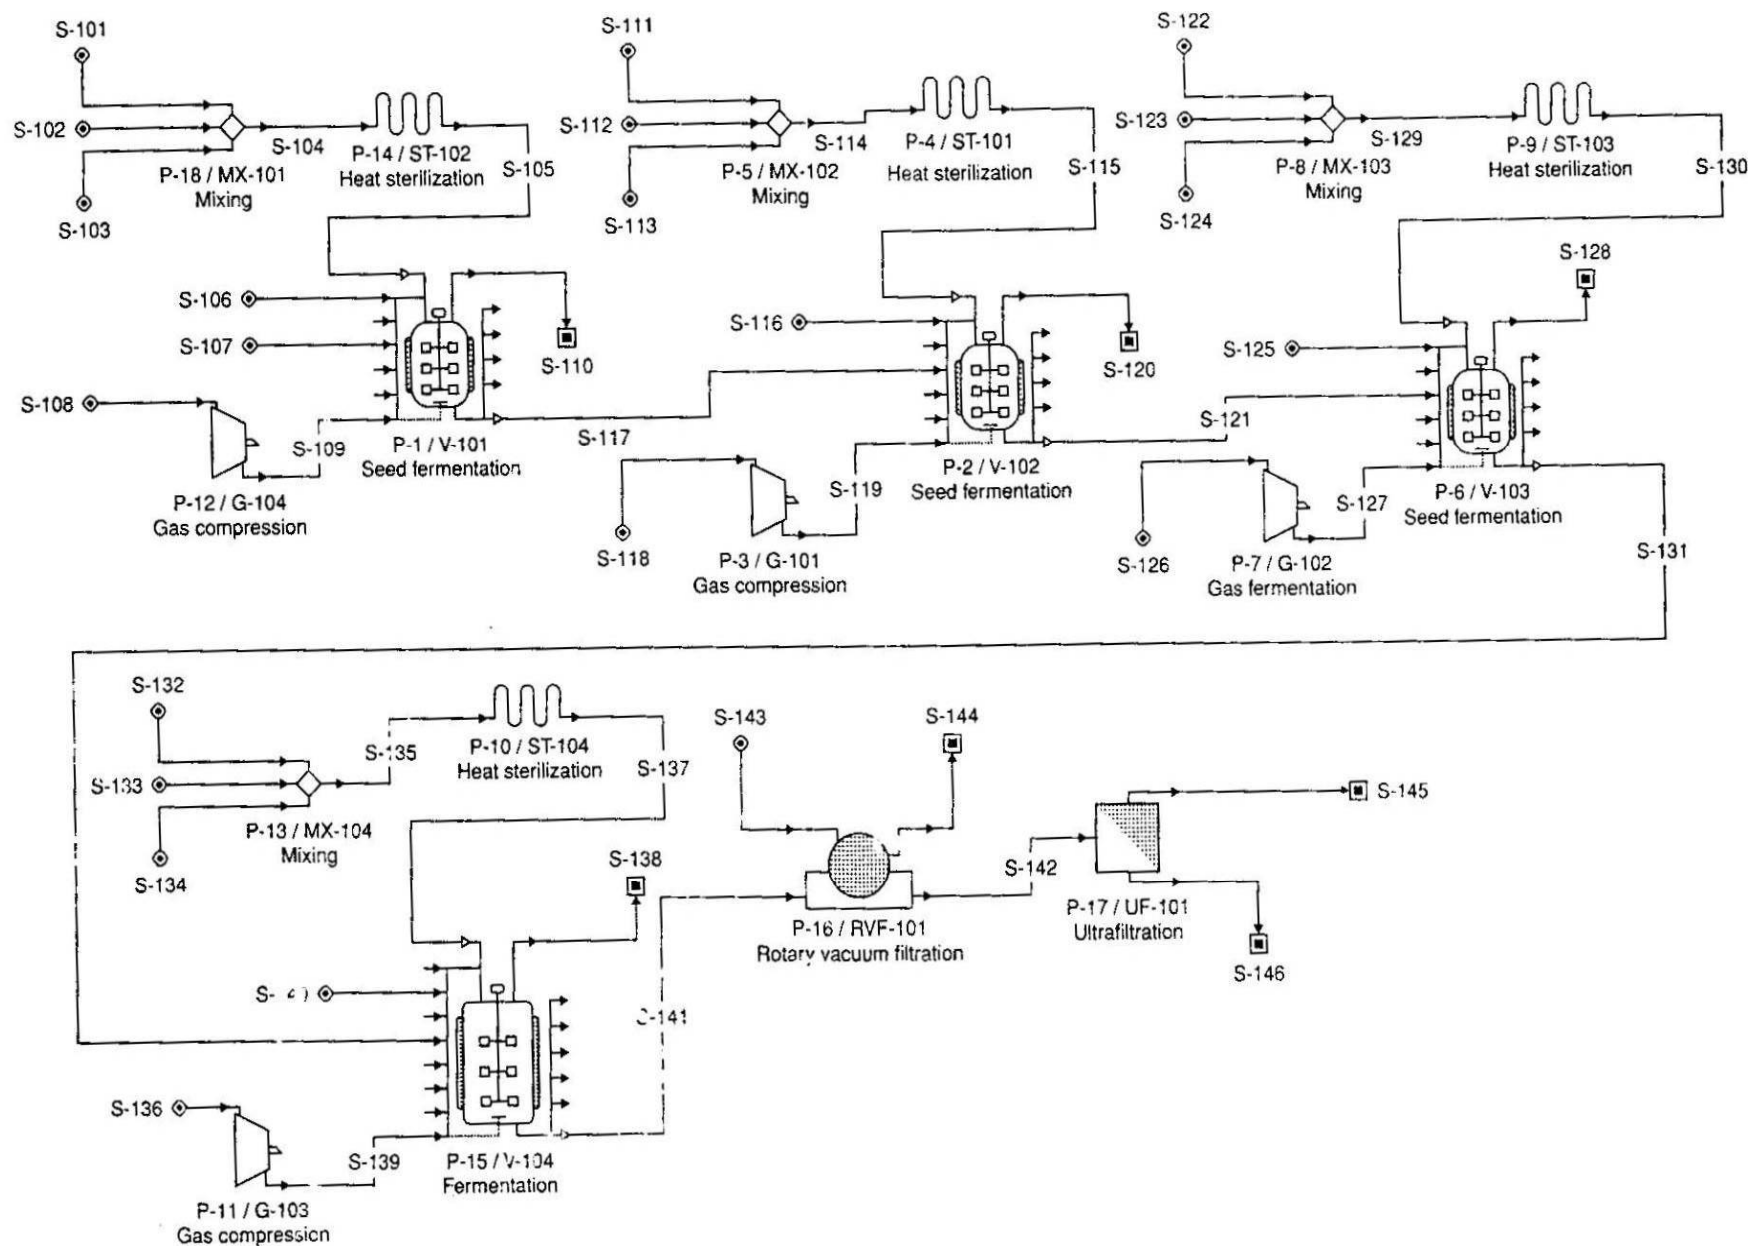 S-101
S-102
S-103
S-104
P-18 / MX-101
Mixing
P-14 / ST-102
Heat sterilization
S-105
S-106
S-107
S-108
S-109
S-110
P-12 / G-104
Gas compression
P-1 / V-101
Seed fermentation
S-117
S-111
S-112
S-113
S-114
P-5 / MX-102
Mixing
P-4 / ST-101
Heat sterilization
S-115
S-116
S-118
S-119
S-120
P-3 / G-101
Gas compression
P-2 / V-102
Seed fermentation
S-121
S-122
S-123
S-124
S-129
P-8 / MX-103
Mixing
P-9 / ST-103
Heat sterilization
S-130
S-128
S-125
S-126
S-127
P-7 / G-102
Gas fermentation
P-6 / V-103
Seed fermentation
S-131
S-132
S-133
S-134
S-135
P-13 / MX-104
Mixing
P-10 / ST-104
Heat sterilization
S-137
S-138
S-136
S-139
P-11 / G-103
Gas compression
P-15 / V-104
Fermentation
S-143
S-144
P-16 / RVF-101
Rotary vacuum filtration
S-142
P-17 / UF-101
Ultrafiltration
S-145
S-146